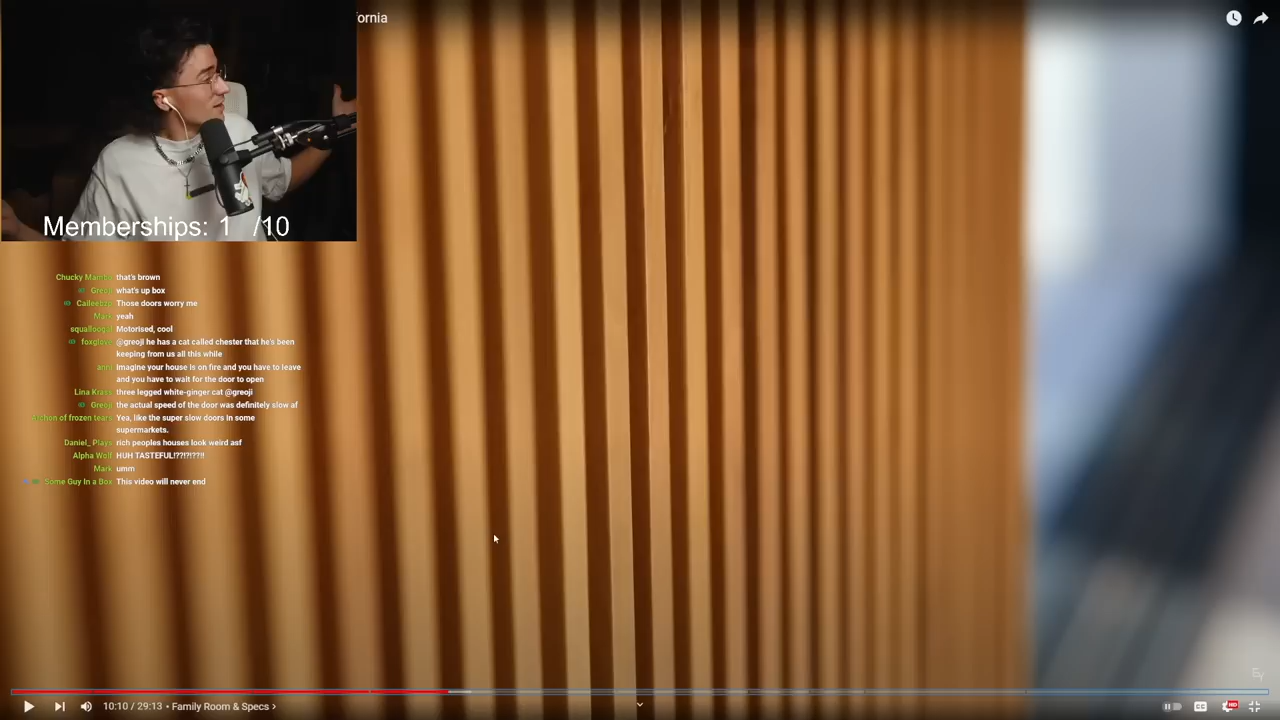 fornia
Memberships: 1 /10
Chucky Mambo that's brown
Greoji what's up box
Those doors worry me
Mark yeah
Motorised, cool
@greoji he has a cat called chester that he's been
keeping from us all this while
Imagine your house is on fire and you have to leave
and you have to wait for the door to open
Lina three legged white-ginger cat @greoji
Greoji the actual speed of the door was definitely slow af
archon of frozen tears Yea, like the super slow doors in some
supermarkets.
Daniel_Plays rich peoples houses look weird asf
Alpha Wolf HUH TASTEFUL!??!?!??!!
Mark umm
Some Guy In a Box This video will never end
10:10 / 29:13 • Family Room & Specs >
CC
HD